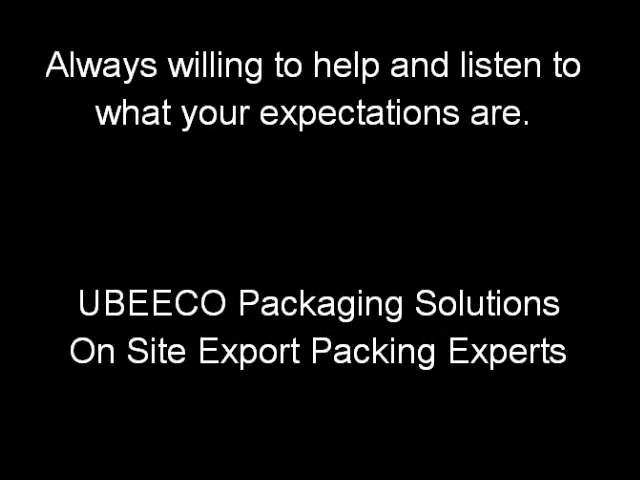 Always willing to help and listen to
what your expectations are.
UBEECO Packaging Solutions
On Site Export Packing Experts